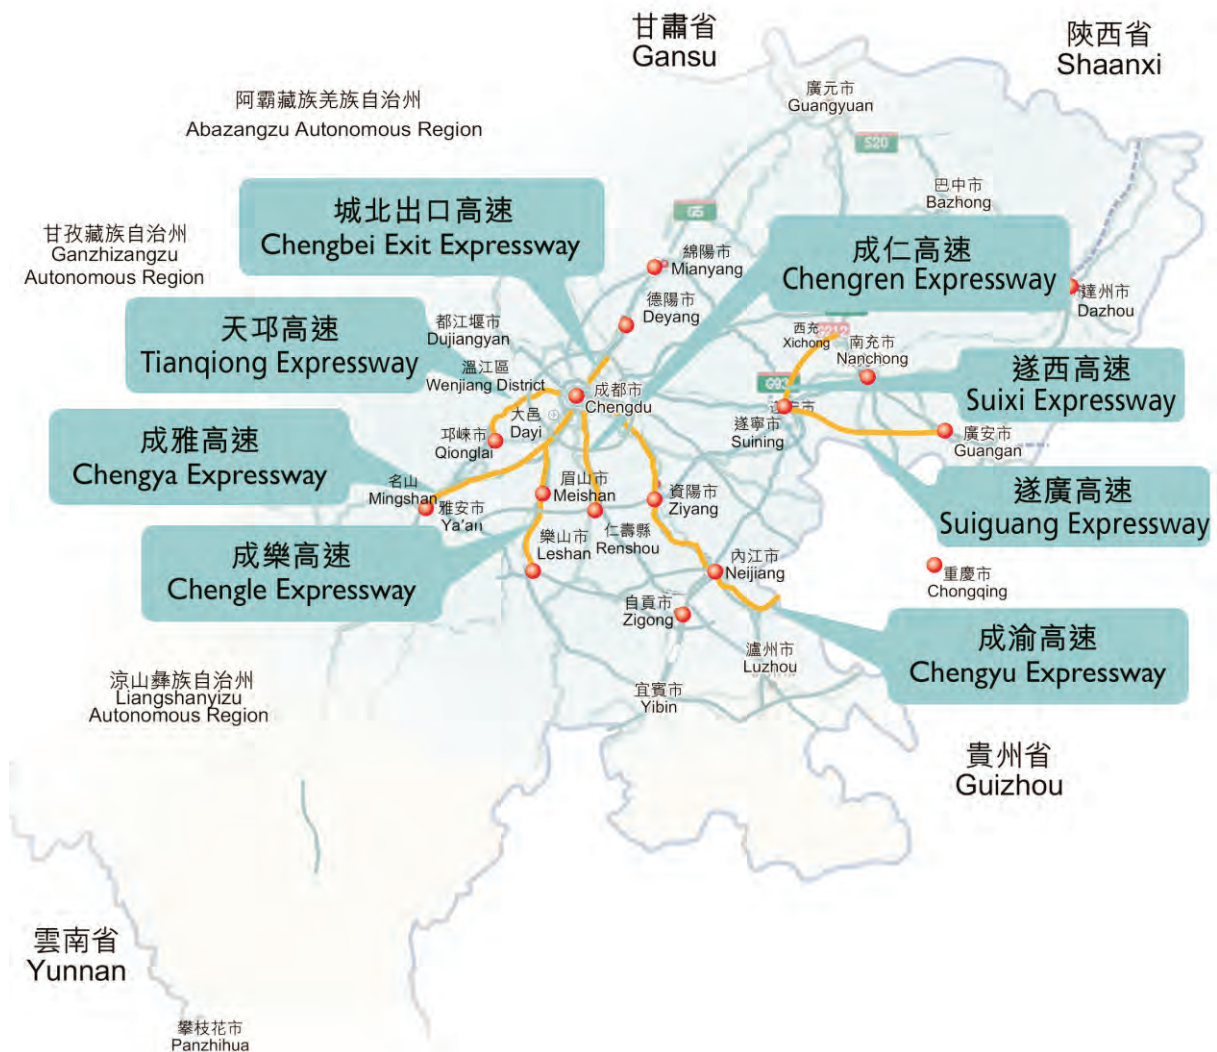 甘肅省
Gansu
陝西省
Shaanxi
廣元市
Guangyuan
阿霸藏族羌族自治州
Abazangzu Autonomous Region
S20
巴中市
Bazhong
城北出口高速
Chengbei Exit Expressway
G5
甘孜藏族自治州
Ganzhizangzu
Autonomous Region
綿陽市
Mianyang
成仁高速
Chengren Expressway
達州市
Dazhou
德陽市
Deyang
都江堰市
Dujiangyan
天邛高速
Tianqiong Expressway
西充
Xichong
南充市
Nanchong
溫江區
Wenjiang District
成都市
Chengdu
遂西高速
Suixi Expressway
大邑
Dayi
遂寧市
Suining
邛崍市
Qionglai
廣安市
Guangan
成雅高速
Chengya Expressway
名山
Mingshan
雅安市
Ya'an
眉山市
Meishan
資陽市
Ziyang
遂廣高速
Suiguang Expressway
樂山市
Leshan
仁壽縣
Renshou
成樂高速
Chengle Expressway
內江市
Neijiang
重慶市
Chongqing
自貢市
Zigong
成渝高速
Chengyu Expressway
瀘州市
Luzhou
宜賓市
Yibin
涼山彝族自治州
Liangshanyizu
Autonomous Region
貴州省
Guizhou
雲南省
Yunnan
攀枝花市
Panzhihua